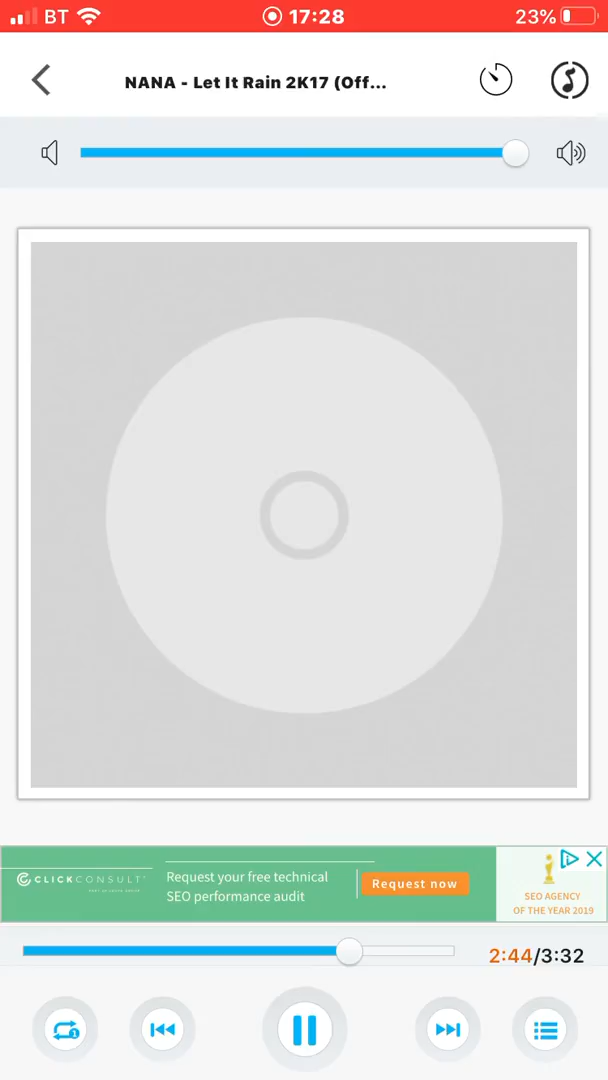 BT 17:28 23%
NANA - Let It Rain 2K17 (Off...
CLICKCONSULT
Request your free technical
SEO performance audit
Request now
SEO AGENCY
OF THE YEAR 2019
2:44/3:32
1